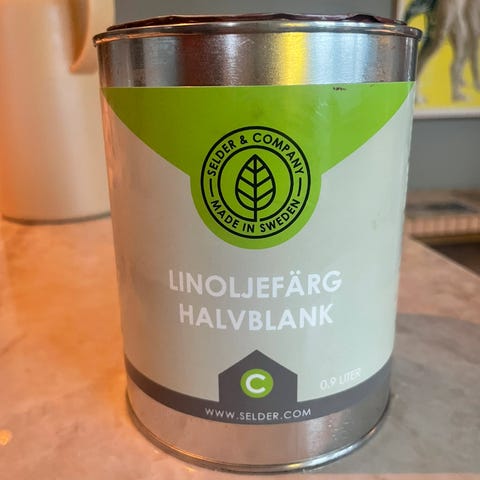 SELDER & COMPANY
MADE IN SWEDEN
LINOLJEFÄRG
HALVBLANK
C
0.9 LITER
WWW.SELDER.COM